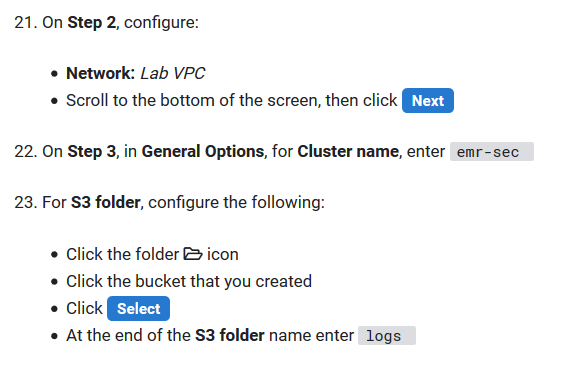 21. On Step 2, configure:
• Network: Lab VPC
• Scroll to the bottom of the screen, then click Next
22. On Step 3, in General Options, for Cluster name, enter emr-sec
23. For S3 folder, configure the following:
• Click the folder icon
• Click the bucket that you created
• Click Select
• At the end of the S3 folder name enter logs